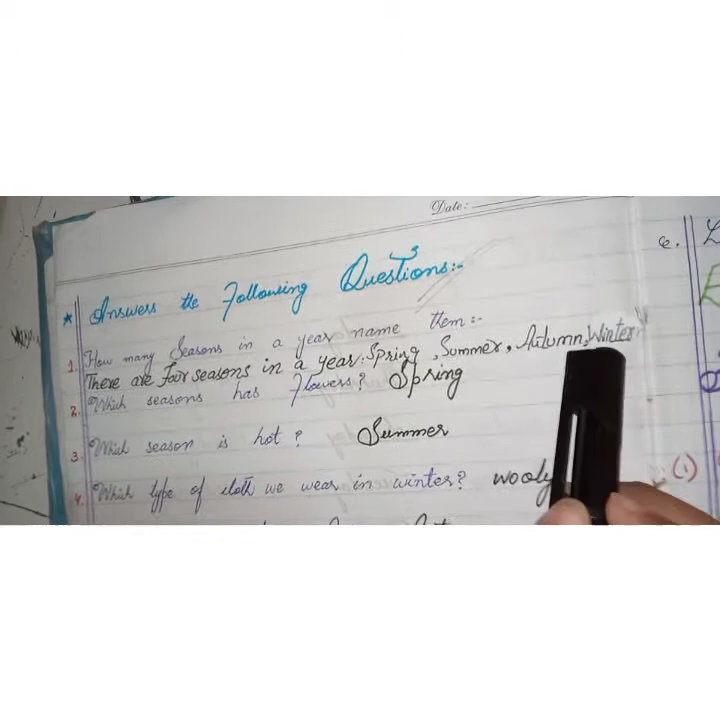 Date:
* Answers the Following Questions:-
1. How many Seasons in a year name them:-
There are Four seasons in a year. Spring, Summer, Autumn, Winter
2. Which seasons has Flowers? Spring
3. Which season is hot? Summer
4. Which type of cloth we wear in winter? wooly
e.
(1)